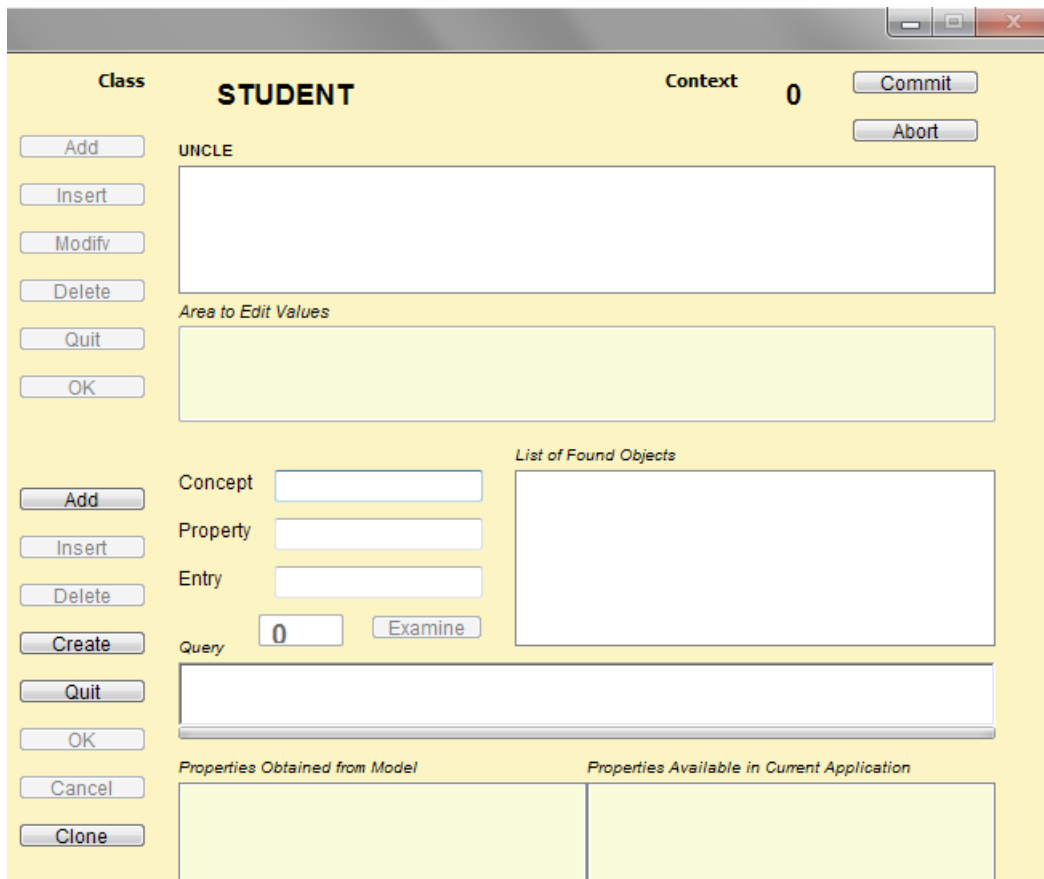 Class
STUDENT
Context
0
Commit
Abort
Add
UNCLE
Insert
Modify
Delete
Area to Edit Values
Quit
OK
List of Found Objects
Concept
Add
Property
Insert
Entry
Delete
0
Examine
Create
Query
Quit
OK
Properties Obtained from Model
Properties Available in Current Application
Cancel
Clone